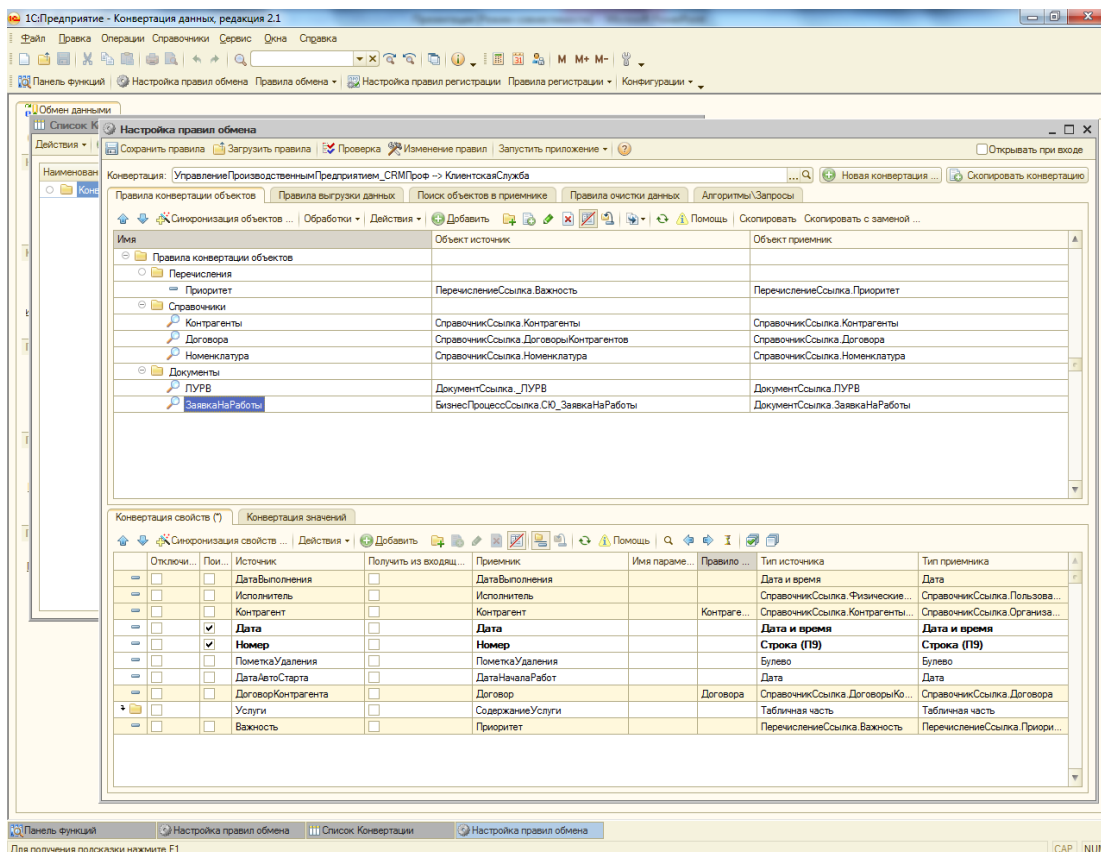 1С:Предприятие - Конвертация данных, редакция 2.1
Файл Правка Операции Справочники Сервис Окна Справка
M M+ M-
Панель функций Настройка правил обмена Правила обмена Настройка правил регистрации Правила регистрации Конфигурации
Обмен данными
Список К
Настройка правил обмена
Действия
Сохранить правила Загрузить правила Проверка Изменение правил Запустить приложение Открывать при входе
Наименован
Конвертация: УправлениеПроизводственнымПредприятием_CRMПроф --> КлиентскаяСлужба ... Новая конвертация ... Скопировать конвертацию
Конв
Правила конвертации объектов Правила выгрузки данных Поиск объектов в приемнике Правила очистки данных Алгоритмы\Запросы
Синхронизация объектов ... Обработки Действия Добавить Помощь Скопировать Скопировать с заменой ...
Имя Объект источник Объект приемник
Правила конвертации объектов
Перечисления
Приоритет ПеречислениеСсылка.Важность ПеречислениеСсылка.Приоритет
Справочники
Контрагенты СправочникСсылка.Контрагенты СправочникСсылка.Контрагенты
Договора СправочникСсылка.ДоговорыКонтрагентов СправочникСсылка.Договора
Номенклатура СправочникСсылка.Номенклатура СправочникСсылка.Номенклатура
Документы
ЛУРВ ДокументСсылка._ЛУРВ ДокументСсылка.ЛУРВ
ЗаявкаНаРаботы БизнесПроцессСсылка.СЮ_ЗаявкаНаРаботы ДокументСсылка.ЗаявкаНаРаботы
Конвертация свойств (*) Конвертация значений
Синхронизация свойств ... Действия Добавить Помощь
Отключи... Пои... Источник Получить из входящ... Приемник Имя параме... Правило ... Тип источника Тип приемника
ДатаВыполнения ДатаВыполнения Дата и время Дата
Исполнитель Исполнитель СправочникСсылка.Физические... СправочникСсылка.Пользова...
Контрагент Контрагент Контраге... СправочникСсылка.Контрагенты... СправочникСсылка.Организа...
Дата Дата Дата и время Дата и время
Номер Номер Строка (П9) Строка (П9)
ПометкаУдаления ПометкаУдаления Булево Булево
ДатаАвтоСтарта ДатаНачалаРабот Дата Дата
ДоговорКонтрагента Договор Договора СправочникСсылка.ДоговорыКо... СправочникСсылка.Договора
Услуги СодержаниеУслуги Табличная часть Табличная часть
Важность Приоритет ПеречислениеСсылка.Важность ПеречислениеСсылка.Приори...
Панель функций Настройка правил обмена Список Конвертации Настройка правил обмена
Для получения подсказки нажмите F1 CAP NUM